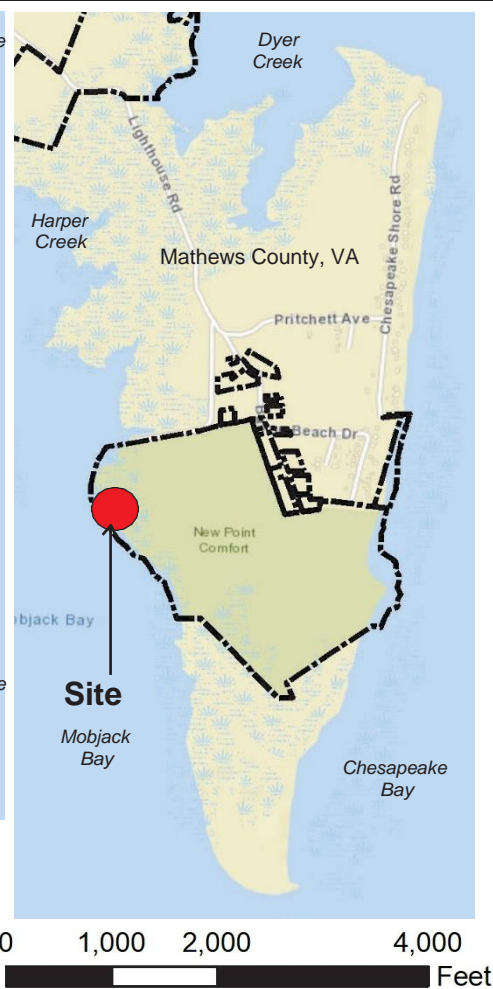 Dyer
Creek
Lighthouse Rd
Chesapeake Shore Rd
Harper
Creek
Mathews County, VA
Pritchett Ave
Beach Dr
New Point
Comfort
objack Bay
Site
Mobjack
Bay
Chesapeake
Bay
0 1,000 2,000 4,000
Feet